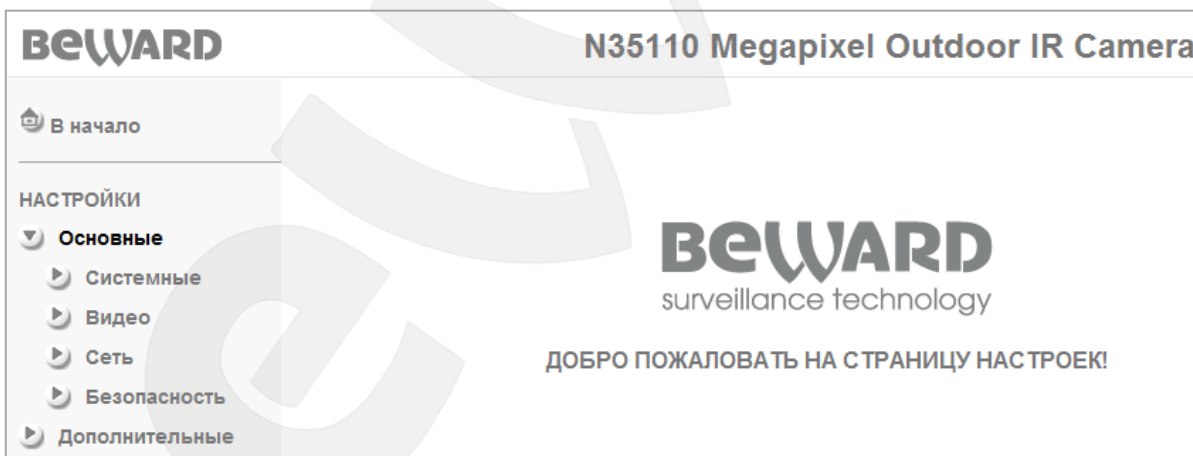 BEWARD
N35110 Megapixel Outdoor IR Camera
В начало
НАСТРОЙКИ
Основные
Системные
Видео
Сеть
Безопасность
Дополнительные
BEWARD
surveillance technology
ДОБРО ПОЖАЛОВАТЬ НА СТРАНИЦУ НАСТРОЕК!